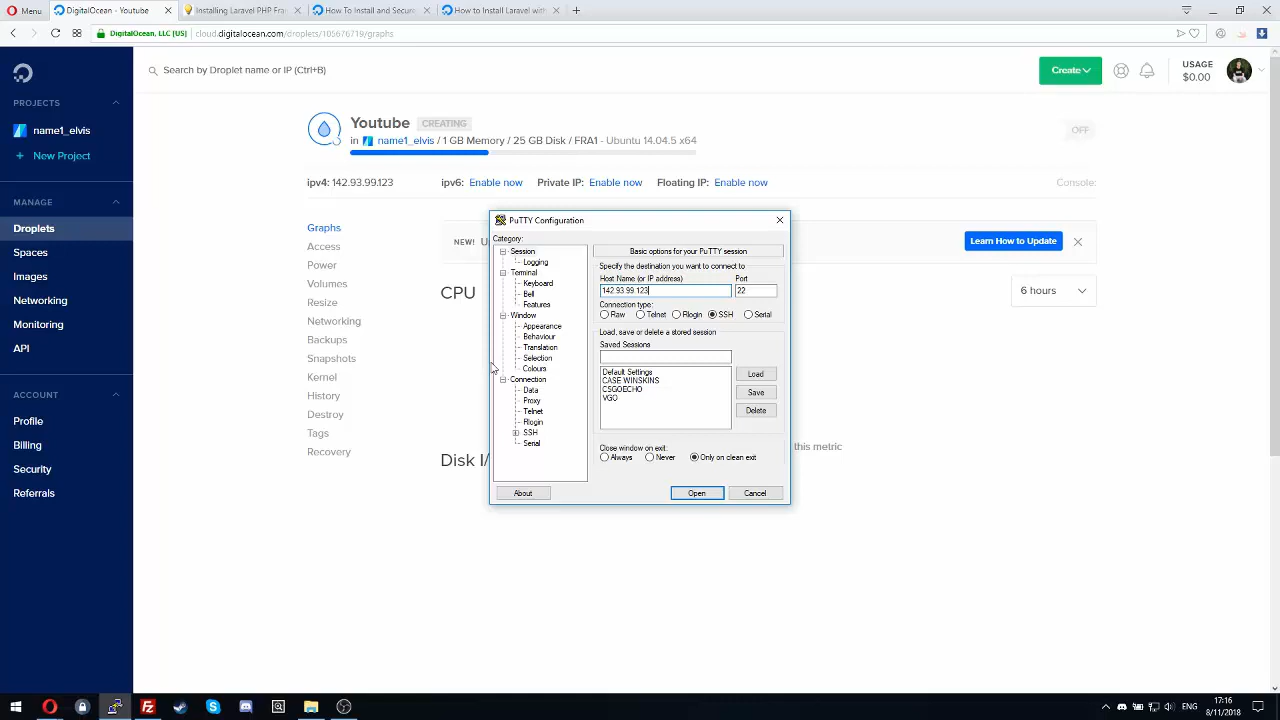 Menu
DigitalOcean
Installing Laravel PHP Fra
How To Install and Secure
How to Install Laravel with
DigitalOcean, LLC [US]
cloud.digitalocean.com/droplets/105676719/graphs
PROJECTS
name1_elvis
+ New Project
MANAGE
Droplets
Spaces
Images
Networking
Monitoring
API
ACCOUNT
Profile
Billing
Security
Referrals
Search by Droplet name or IP (Ctrl+B)
Create
USAGE
$0.00
Youtube CREATING
in name1_elvis / 1 GB Memory / 25 GB Disk / FRA1 - Ubuntu 14.04.5 x64
OFF
ipv4: 142.93.99.123 ipv6: Enable now Private IP: Enable now Floating IP: Enable now Console:
Graphs
Access
Power
Volumes
Resize
Networking
Backups
Snapshots
Kernel
History
Destroy
Tags
Recovery
NEW! U
Learn How to Update
CPU
6 hours
this metric
Disk I/
PuTTY Configuration
Category:
Session
Logging
Terminal
Keyboard
Bell
Features
Window
Appearance
Behaviour
Translation
Selection
Colours
Connection
Data
Proxy
Telnet
Rlogin
SSH
Serial
Basic options for your PuTTY session
Specify the destination you want to connect to
Host Name (or IP address) Port
142.93.99.123 22
Connection type:
Raw Telnet Rlogin SSH Serial
Load, save or delete a stored session
Saved Sessions
Default Settings
CASE WINSKINS
CSGOECHO
VGO
Load
Save
Delete
Close window on exit:
Always Never Only on clean exit
About
Open
Cancel
ENG
17:16
8/11/2018